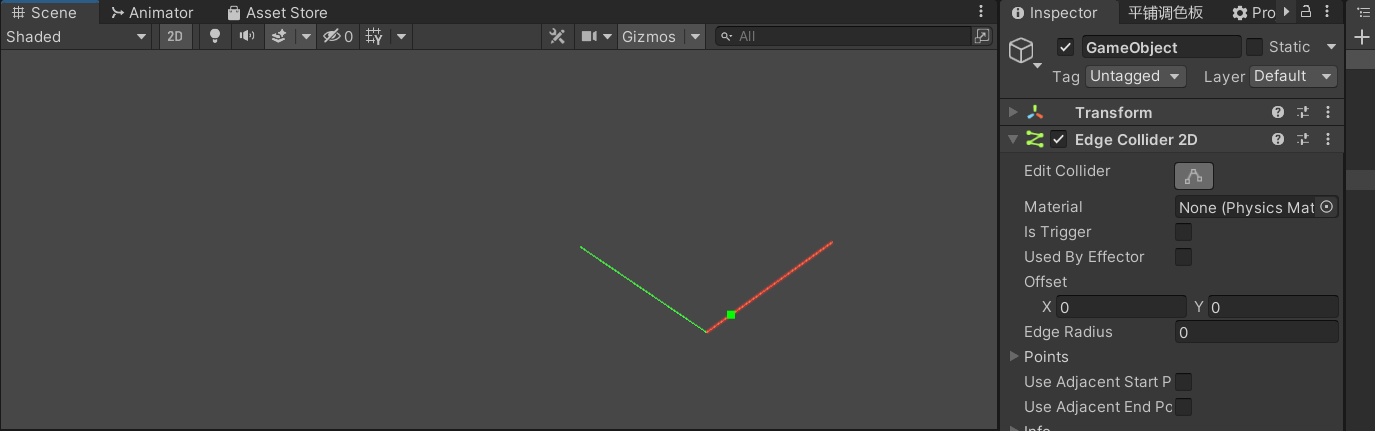 Scene Animator Asset Store
Shaded 2D 0 Gizmos All
Inspector 平铺调色板 Pro
GameObject Static
Tag Untagged Layer Default
Transform
Edge Collider 2D
Edit Collider
Material None (Physics Mat
Is Trigger
Used By Effector
Offset
X 0 Y 0
Edge Radius 0
Points
Use Adjacent Start P
Use Adjacent End Po
Info